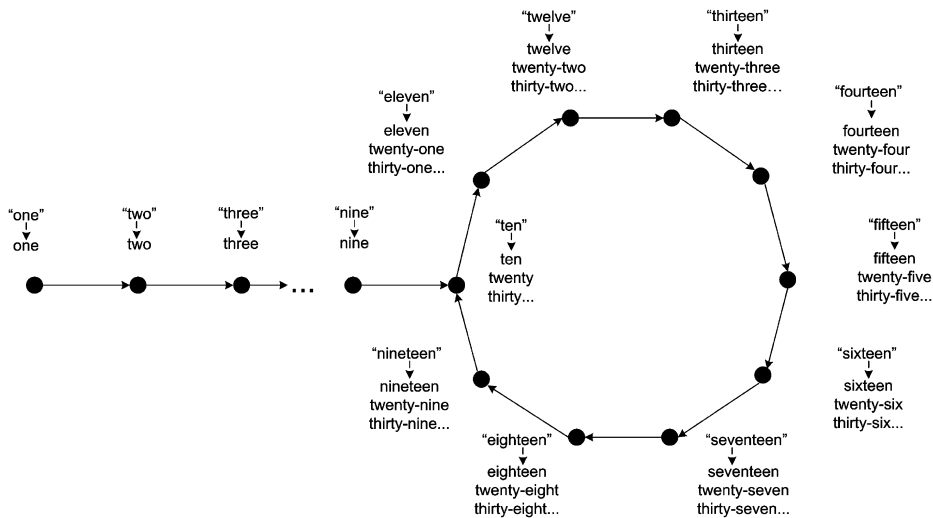 “one”
one
“two”
two
“three”
three
...
“nine”
nine
“ten”
ten
twenty
thirty...
“eleven”
eleven
twenty-one
thirty-one...
“twelve”
twelve
twenty-two
thirty-two...
“thirteen”
thirteen
twenty-three
thirty-three...
“fourteen”
fourteen
twenty-four
thirty-four...
“fifteen”
fifteen
twenty-five
thirty-five...
“sixteen”
sixteen
twenty-six
thirty-six...
“seventeen”
seventeen
twenty-seven
thirty-seven...
“eighteen”
eighteen
twenty-eight
thirty-eight...
“nineteen”
nineteen
twenty-nine
thirty-nine...